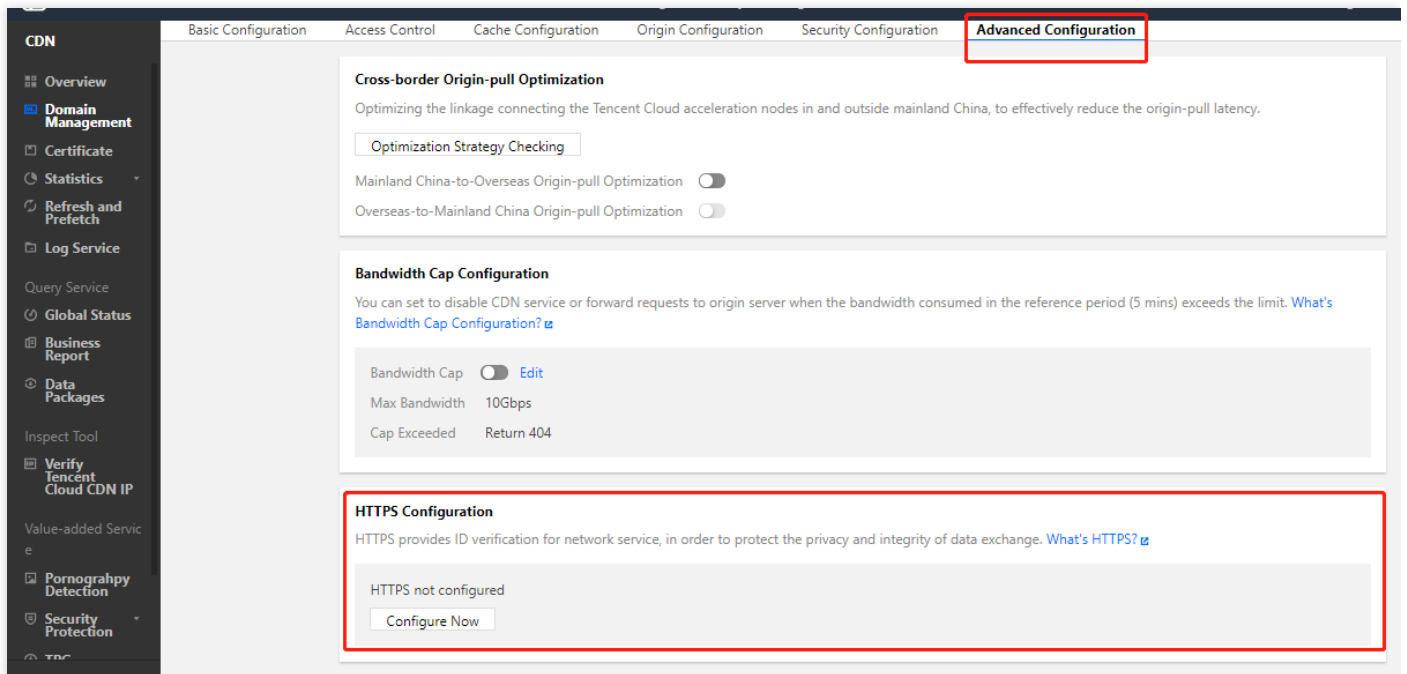 CDN
Overview
Domain
Management
Certificate
Statistics
Refresh and
Prefetch
Log Service
Query Service
Global Status
Business
Report
Data
Packages
Inspect Tool
Verify
Tencent
Cloud CDN IP
Value-added Servic
e
Pornograhpy
Detection
Security
Protection
Basic Configuration
Access Control
Cache Configuration
Origin Configuration
Security Configuration
Advanced Configuration
Cross-border Origin-pull Optimization
Optimizing the linkage connecting the Tencent Cloud acceleration nodes in and outside mainland China, to effectively reduce the origin-pull latency.
Optimization Strategy Checking
Mainland China-to-Overseas Origin-pull Optimization
Overseas-to-Mainland China Origin-pull Optimization
Bandwidth Cap Configuration
You can set to disable CDN service or forward requests to origin server when the bandwidth consumed in the reference period (5 mins) exceeds the limit. What's
Bandwidth Cap Configuration?
Bandwidth Cap Edit
Max Bandwidth 10Gbps
Cap Exceeded Return 404
HTTPS Configuration
HTTPS provides ID verification for network service, in order to protect the privacy and integrity of data exchange. What's HTTPS?
HTTPS not configured
Configure Now